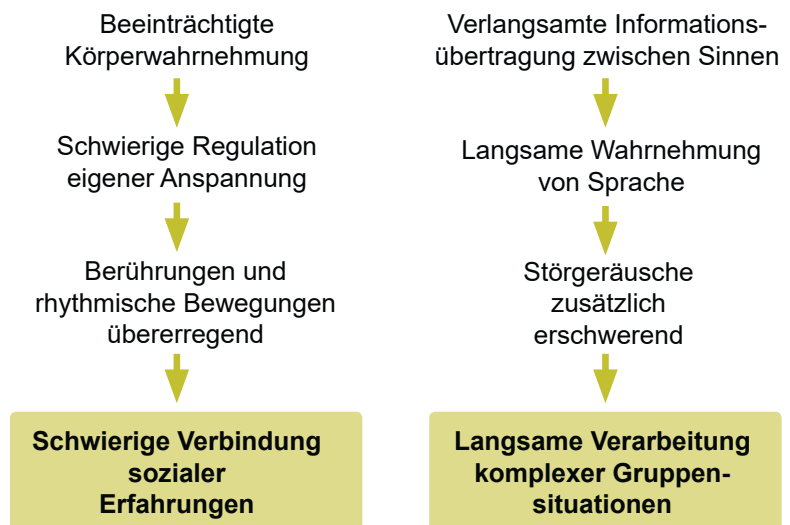 Beeinträchtigte
Körperwahrnehmung
Schwierige Regulation
eigener Anspannung
Berührungen und
rhythmische Bewegungen
übererregend
Schwierige Verbindung
sozialer
Erfahrungen
Verlangsamte Informations-
übertragung zwischen Sinnen
Langsame Wahrnehmung
von Sprache
Störgeräusche
zusätzlich
erschwerend
Langsame Verarbeitung
komplexer Gruppen-
situationen